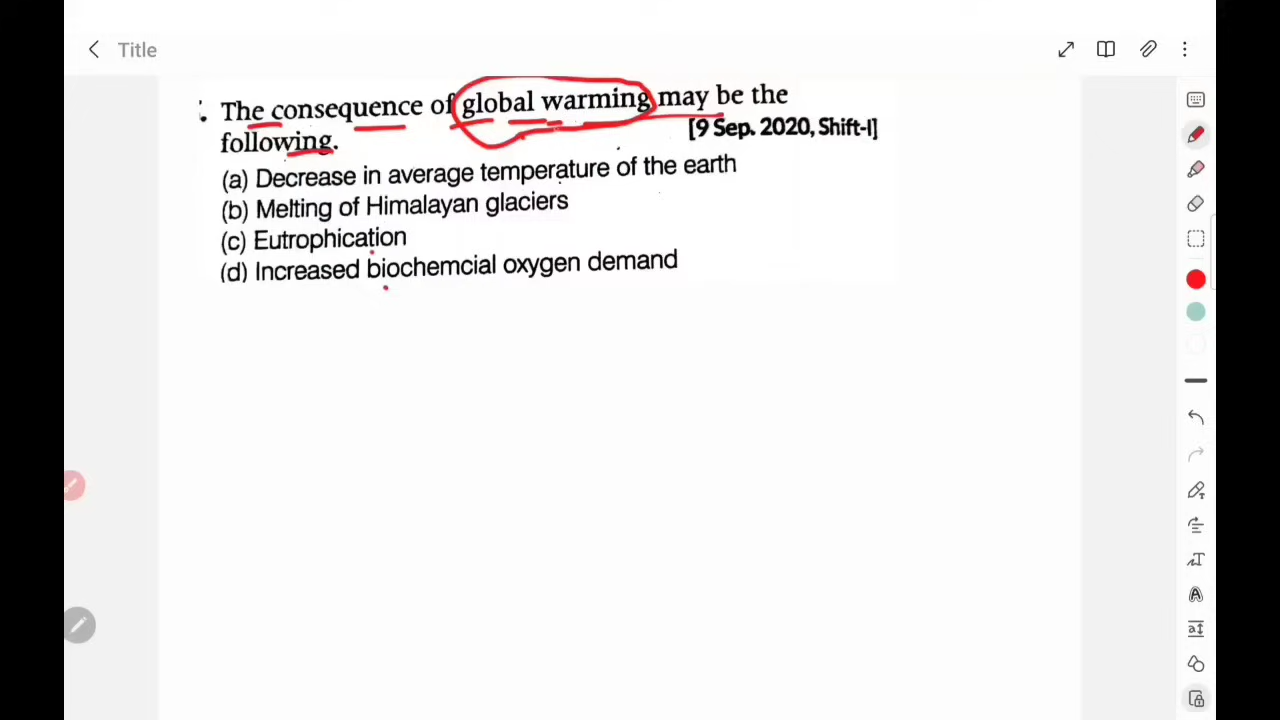 Title
The consequence of global warming may be the
[9 Sep. 2020, Shift-I]
following.
(a) Decrease in average temperature of the earth
(b) Melting of Himalayan glaciers
(c) Eutrophication
(d) Increased biochemcial oxygen demand